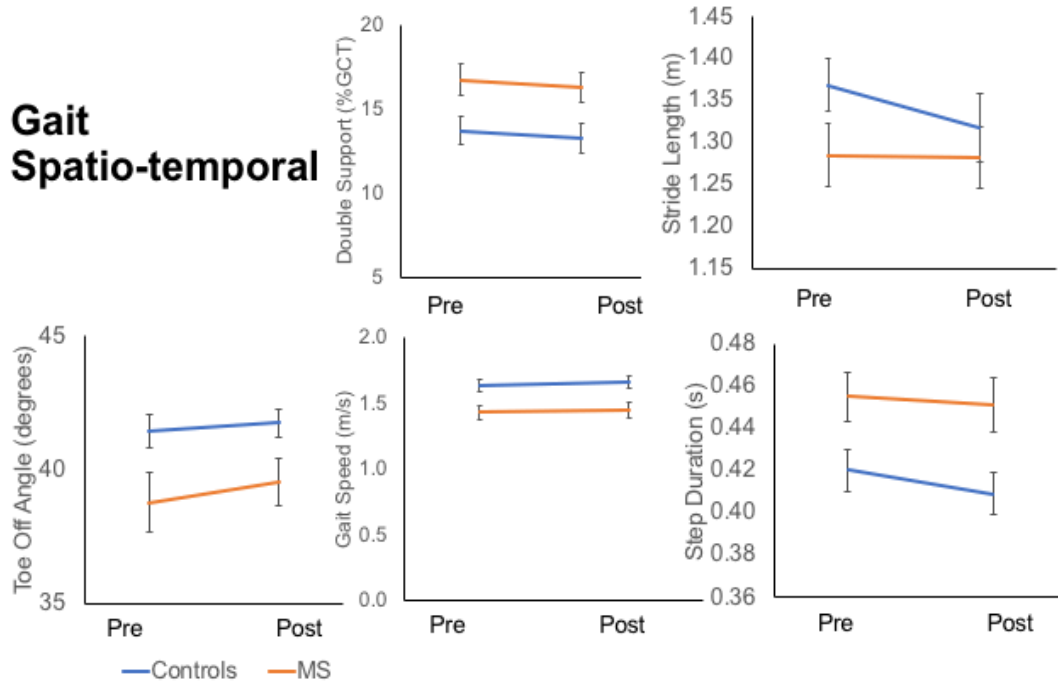 Gait
Spatio-temporal
Double Support (%GCT)
20
15
10
5
Pre Post
Stride Length (m)
1.45
1.40
1.35
1.30
1.25
1.20
1.15
Pre Post
Toe Off Angle (degrees)
45
40
35
Pre Post
Gait Speed (m/s)
2.0
1.5
1.0
0.5
0.0
Pre Post
Step Duration (s)
0.48
0.46
0.44
0.42
0.40
0.38
0.36
Pre Post
Controls MS